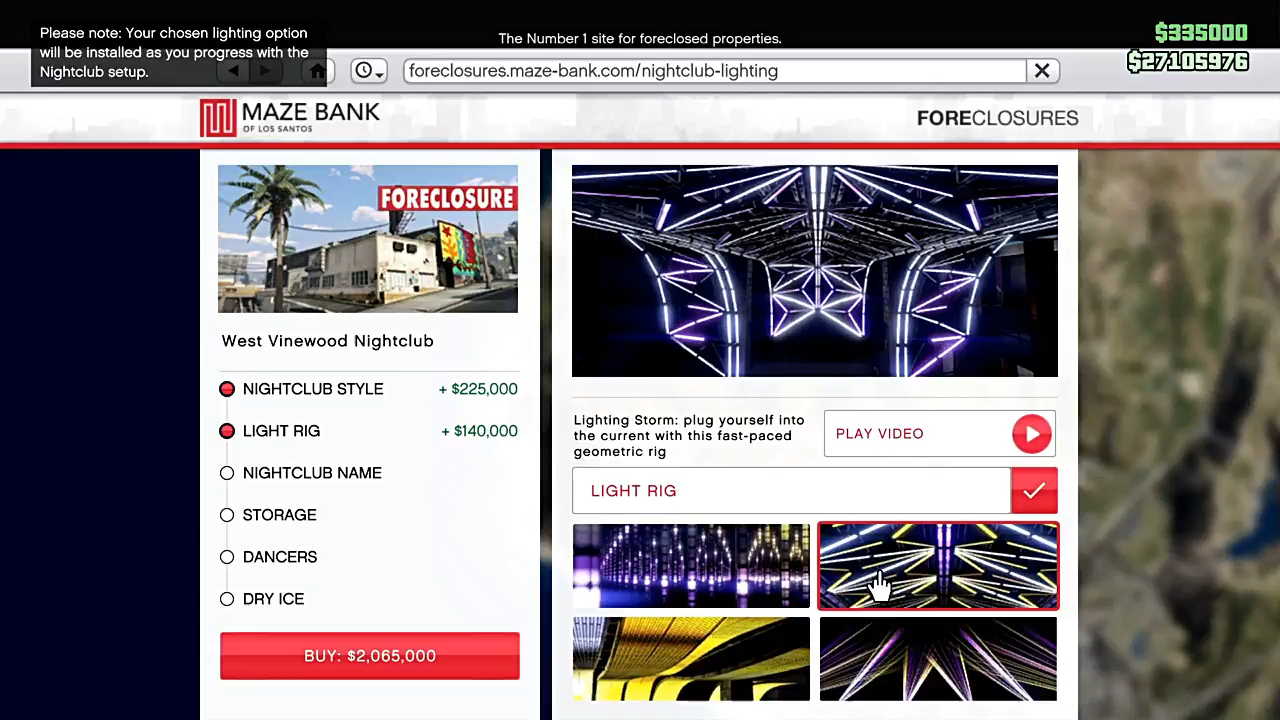 Please note: Your chosen lighting option
will be installed as you progress with the
Nightclub setup.
The Number 1 site for foreclosed properties.
$335000
$27105976
foreclosures.maze-bank.com/nightclub-lighting
MAZE BANK
OF LOS SANTOS
FORECLOSURES
FORECLOSURE
West Vinewood Nightclub
NIGHTCLUB STYLE + $225,000
LIGHT RIG + $140,000
NIGHTCLUB NAME
STORAGE
DANCERS
DRY ICE
BUY: $2,065,000
Lighting Storm: plug yourself into
the current with this fast-paced
geometric rig
PLAY VIDEO
LIGHT RIG